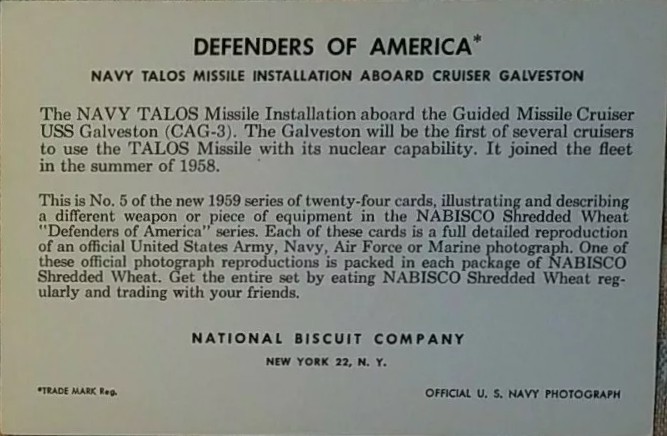 DEFENDERS OF AMERICA*
NAVY TALOS MISSILE INSTALLATION ABOARD CRUISER GALVESTON
The NAVY TALOS Missile Installation aboard the Guided Missile Cruiser
USS Galveston (CAG-3). The Galveston will be the first of several cruisers
to use the TALOS Missile with its nuclear capability. It joined the fleet
in the summer of 1958.
This is No. 5 of the new 1959 series of twenty-four cards, illustrating and describing
a different weapon or piece of equipment in the NABISCO Shredded Wheat
"Defenders of America" series. Each of these cards is a full detailed reproduction
of an official United States Army, Navy, Air Force or Marine photograph. One of
these official photograph reproductions is packed in each package of NABISCO
Shredded Wheat. Get the entire set by eating NABISCO Shredded Wheat reg-
ularly and trading with your friends.
NATIONAL BISCUIT COMPANY
NEW YORK 22, N. Y.
*TRADE MARK Reg.
OFFICIAL U. S. NAVY PHOTOGRAPH